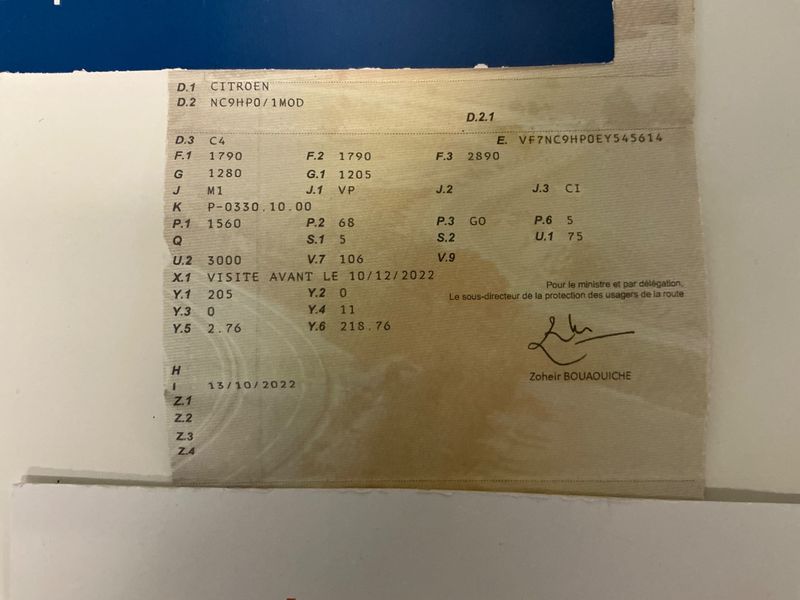 D.1 CITROEN
D.2 NC9HP0/1MOD
D.2.1
D.3 C4 E. VF7NC9HP0EY545614
F.1 1790 F.2 1790 F.3 2890
G 1280 G.1 1205
J M1 J.1 VP J.2 J.3 CI
K P-0330.10.00
P.1 1560 P.2 68 P.3 GO P.6 5
Q S.1 5 S.2 U.1 75
U.2 3000 V.7 106 V.9
X.1 VISITE AVANT LE 10/12/2022
Pour le ministre et par délégation,
Y.1 205 Y.2 0
Le sous-directeur de la protection des usagers de la route
Y.3 0 Y.4 11
Y.5 2.76 Y.6 218.76
H
Zoheir BOUAOUICHE
I 13/10/2022
Z.1
Z.2
Z.3
Z.4